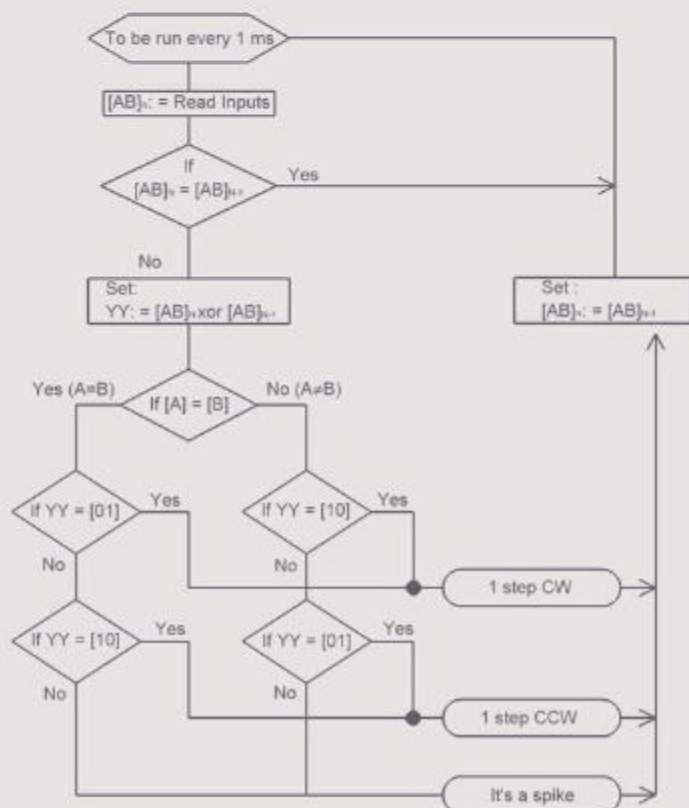 To be run every 1 ms
[AB]ₙ: = Read Inputs
If
[AB]ₙ = [AB]ₙ₋₁
Yes
No
Set:
YY: = [AB]ₙ xor [AB]ₙ₋₁
Set :
[AB]ₙ: = [AB]ₙ₋₁
Yes (A=B)
If [A] = [B]
No (A≠B)
If YY = [01]
Yes
If YY = [10]
Yes
No
No
1 step CW
If YY = [10]
Yes
If YY = [01]
Yes
No
No
1 step CCW
It's a spike